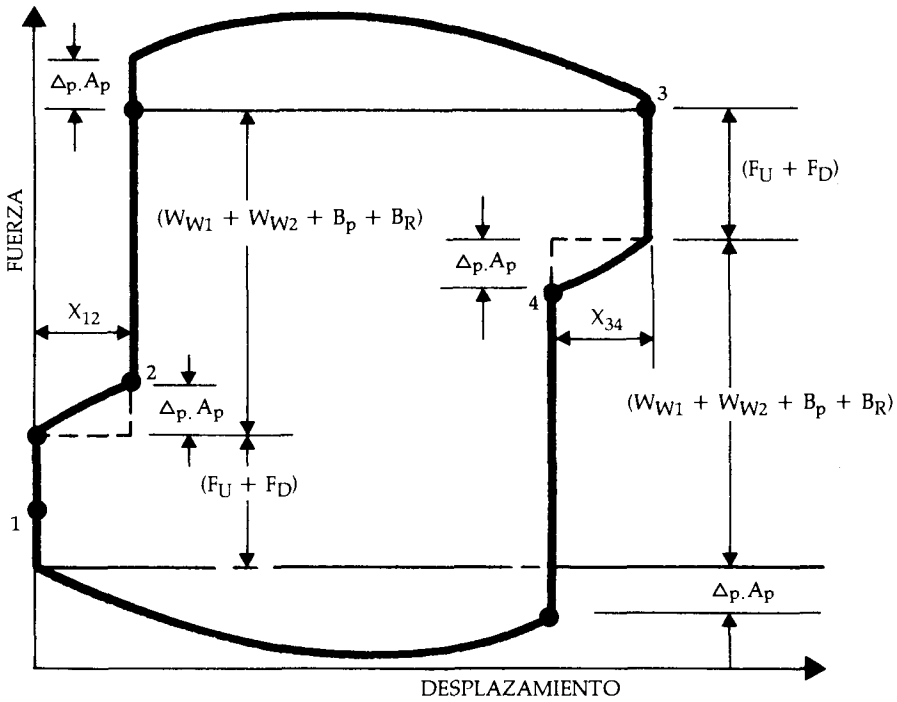 Δp.Ap
3
(FU + FD)
(WW1 + WW2 + Bp + BR)
FUERZA
Δp.Ap
4
X12
X34
2
Δp.Ap
(WW1 + WW2 + Bp + BR)
(FU + FD)
1
Δp.Ap
DESPLAZAMIENTO